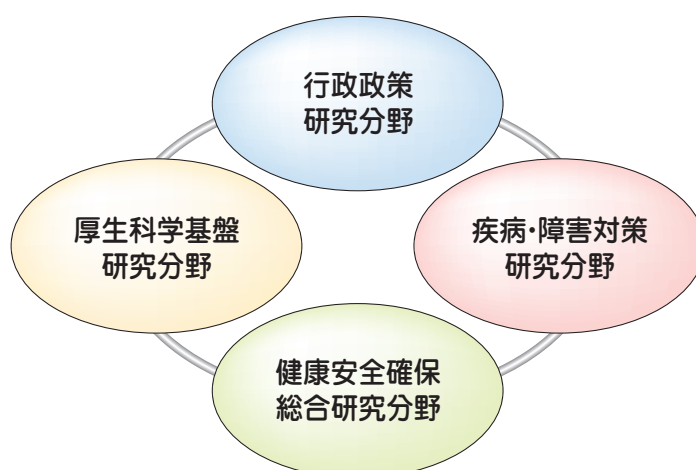 行政政策
研究分野
厚生科学基盤
研究分野
疾病・障害対策
研究分野
健康安全確保
総合研究分野